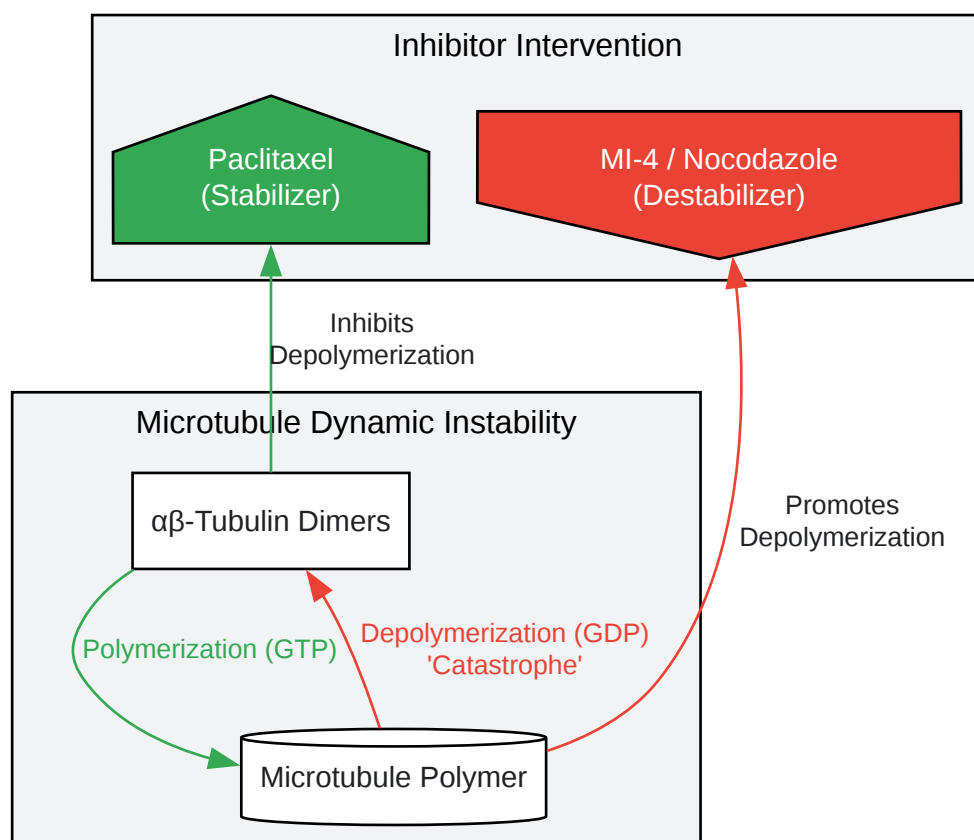 Inhibitor Intervention
Paclitaxel
(Stabilizer)
MI-4 / Nocodazole
(Destabilizer)
Inhibits
Depolymerization
Microtubule Dynamic Instability
αβ-Tubulin Dimers
Promotes
Depolymerization
Polymerization (GTP)
Depolymerization (GDP)
'Catastrophe'
Microtubule Polymer